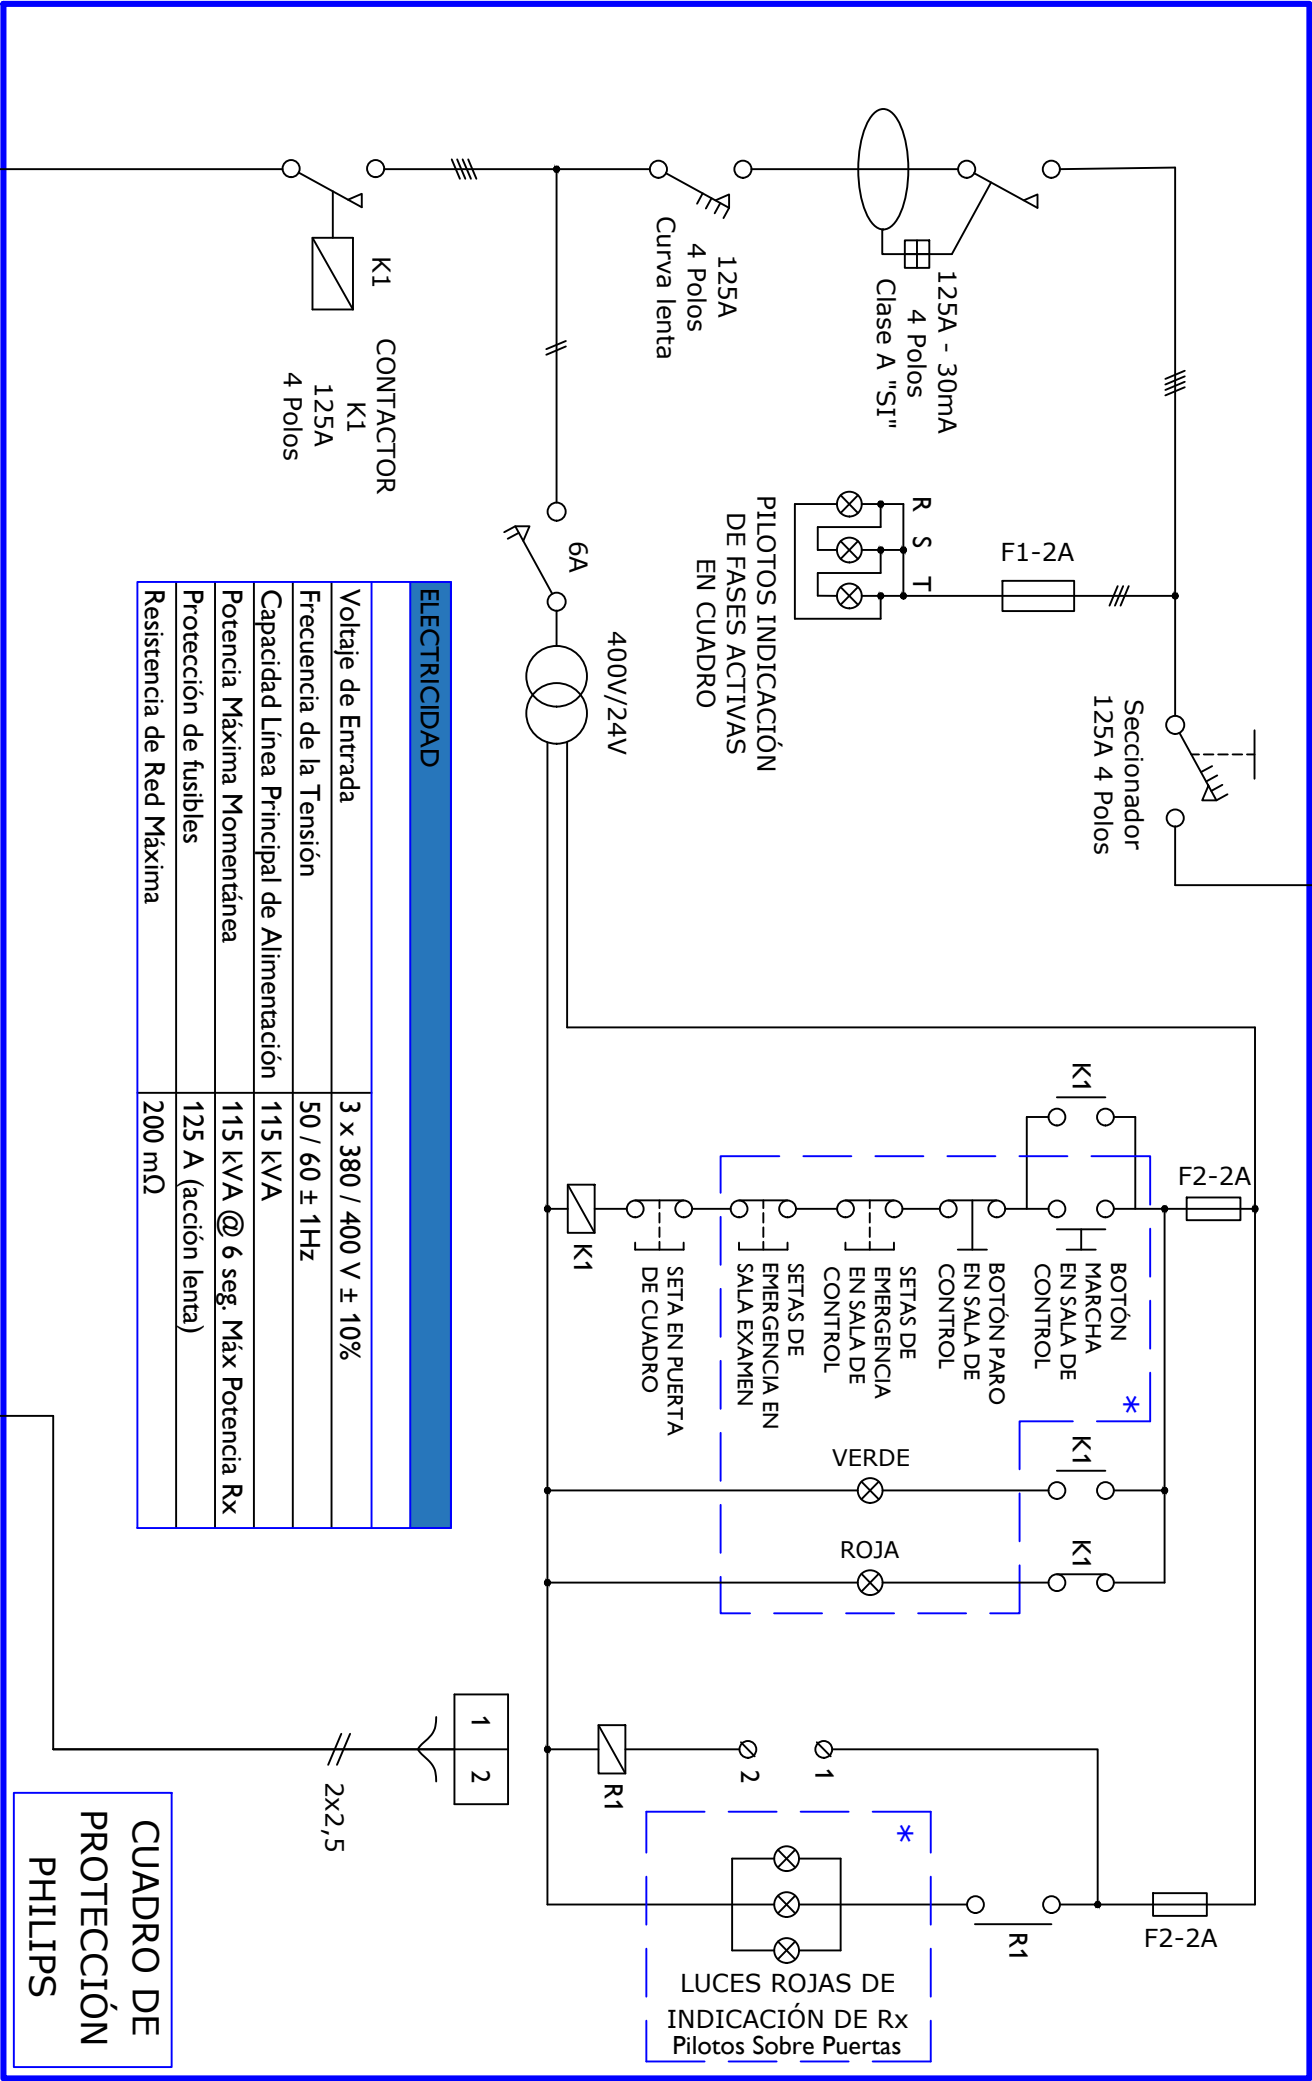 Seccionador
125A 4 Polos
F1-2A
R S T
PILOTOS INDICACIÓN
DE FASES ACTIVAS
EN CUADRO
125A - 30mA
4 Polos
Clase A "SI"
125A
4 Polos
Curva lenta
K1
CONTACTOR
K1
125A
4 Polos
6A
400V/24V
F2-2A
K1
BOTÓN
MARCHA
EN SALA DE
CONTROL
BOTÓN PARO
EN SALA DE
CONTROL
SETAS DE
EMERGENCIA
EN SALA DE
CONTROL
SETAS DE
EMERGENCIA EN
SALA EXAMEN
SETA EN PUERTA
DE CUADRO
K1
*
K1
VERDE
K1
ROJA
F2-2A
R1
1
2
R1
*
LUCES ROJAS DE
INDICACIÓN DE Rx
Pilotos Sobre Puertas
1 2
2x2,5
ELECTRICIDAD
Voltaje de Entrada 3 x 380 / 400 V ± 10%
Frecuencia de la Tensión 50 / 60 ± 1Hz
Capacidad Línea Principal de Alimentación 115 kVA
Potencia Máxima Momentánea 115 kVA @ 6 seg. Máx Potencia Rx
Protección de fusibles 125 A (acción lenta)
Resistencia de Red Máxima 200 mΩ
CUADRO DE
PROTECCIÓN
PHILIPS